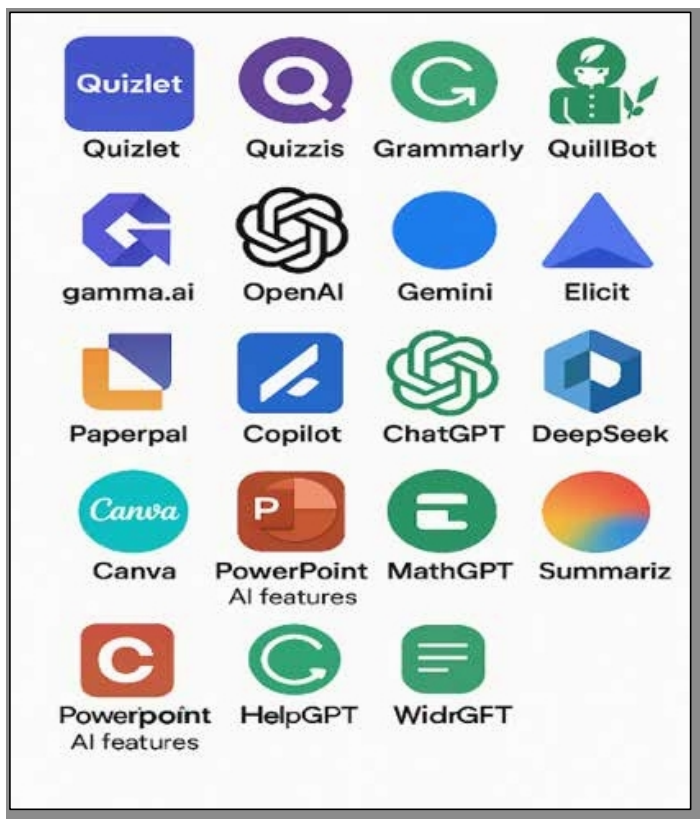 Quizlet
Quizlet Quizzis Grammarly QuillBot
gamma.ai OpenAI Gemini Elicit
Paperpal Copilot ChatGPT DeepSeek
Canva
P
Canva PowerPoint MathGPT Summariz
AI features
C
Powerpoínt HelpGPT WidrGFT
AI features